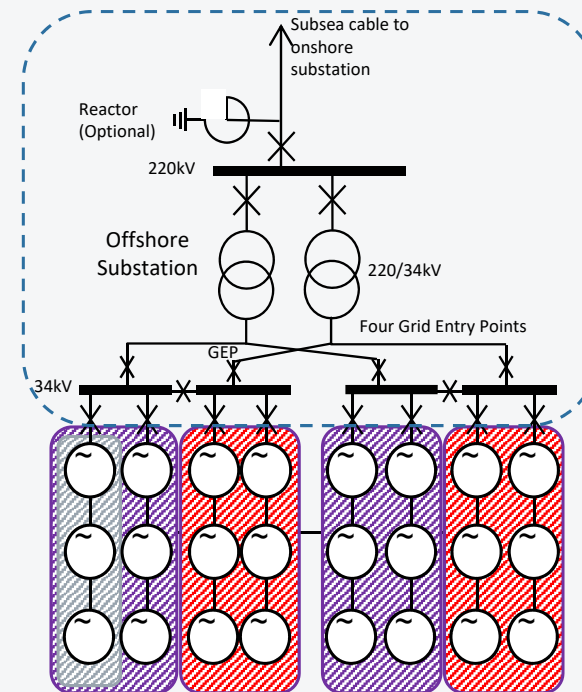 Subsea cable to
onshore
substation
Reactor
(Optional)
220kV
Offshore
Substation
220/34kV
Four Grid Entry Points
GEP
34kV
~ ~ ~ ~ ~ ~ ~ ~
~ ~ ~ ~ ~ ~ ~ ~
~ ~ ~ ~ ~ ~ ~ ~